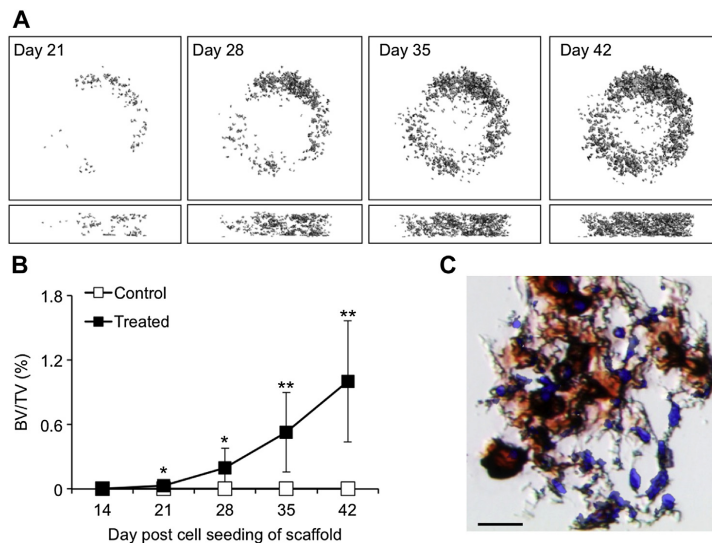 A
Day 21
Day 28
Day 35
Day 42
B
Control
Treated
1.8
1.2
0.6
0
BV/TV (%)
*
*
**
**
14
21
28
35
42
Day post cell seeding of scaffold
C